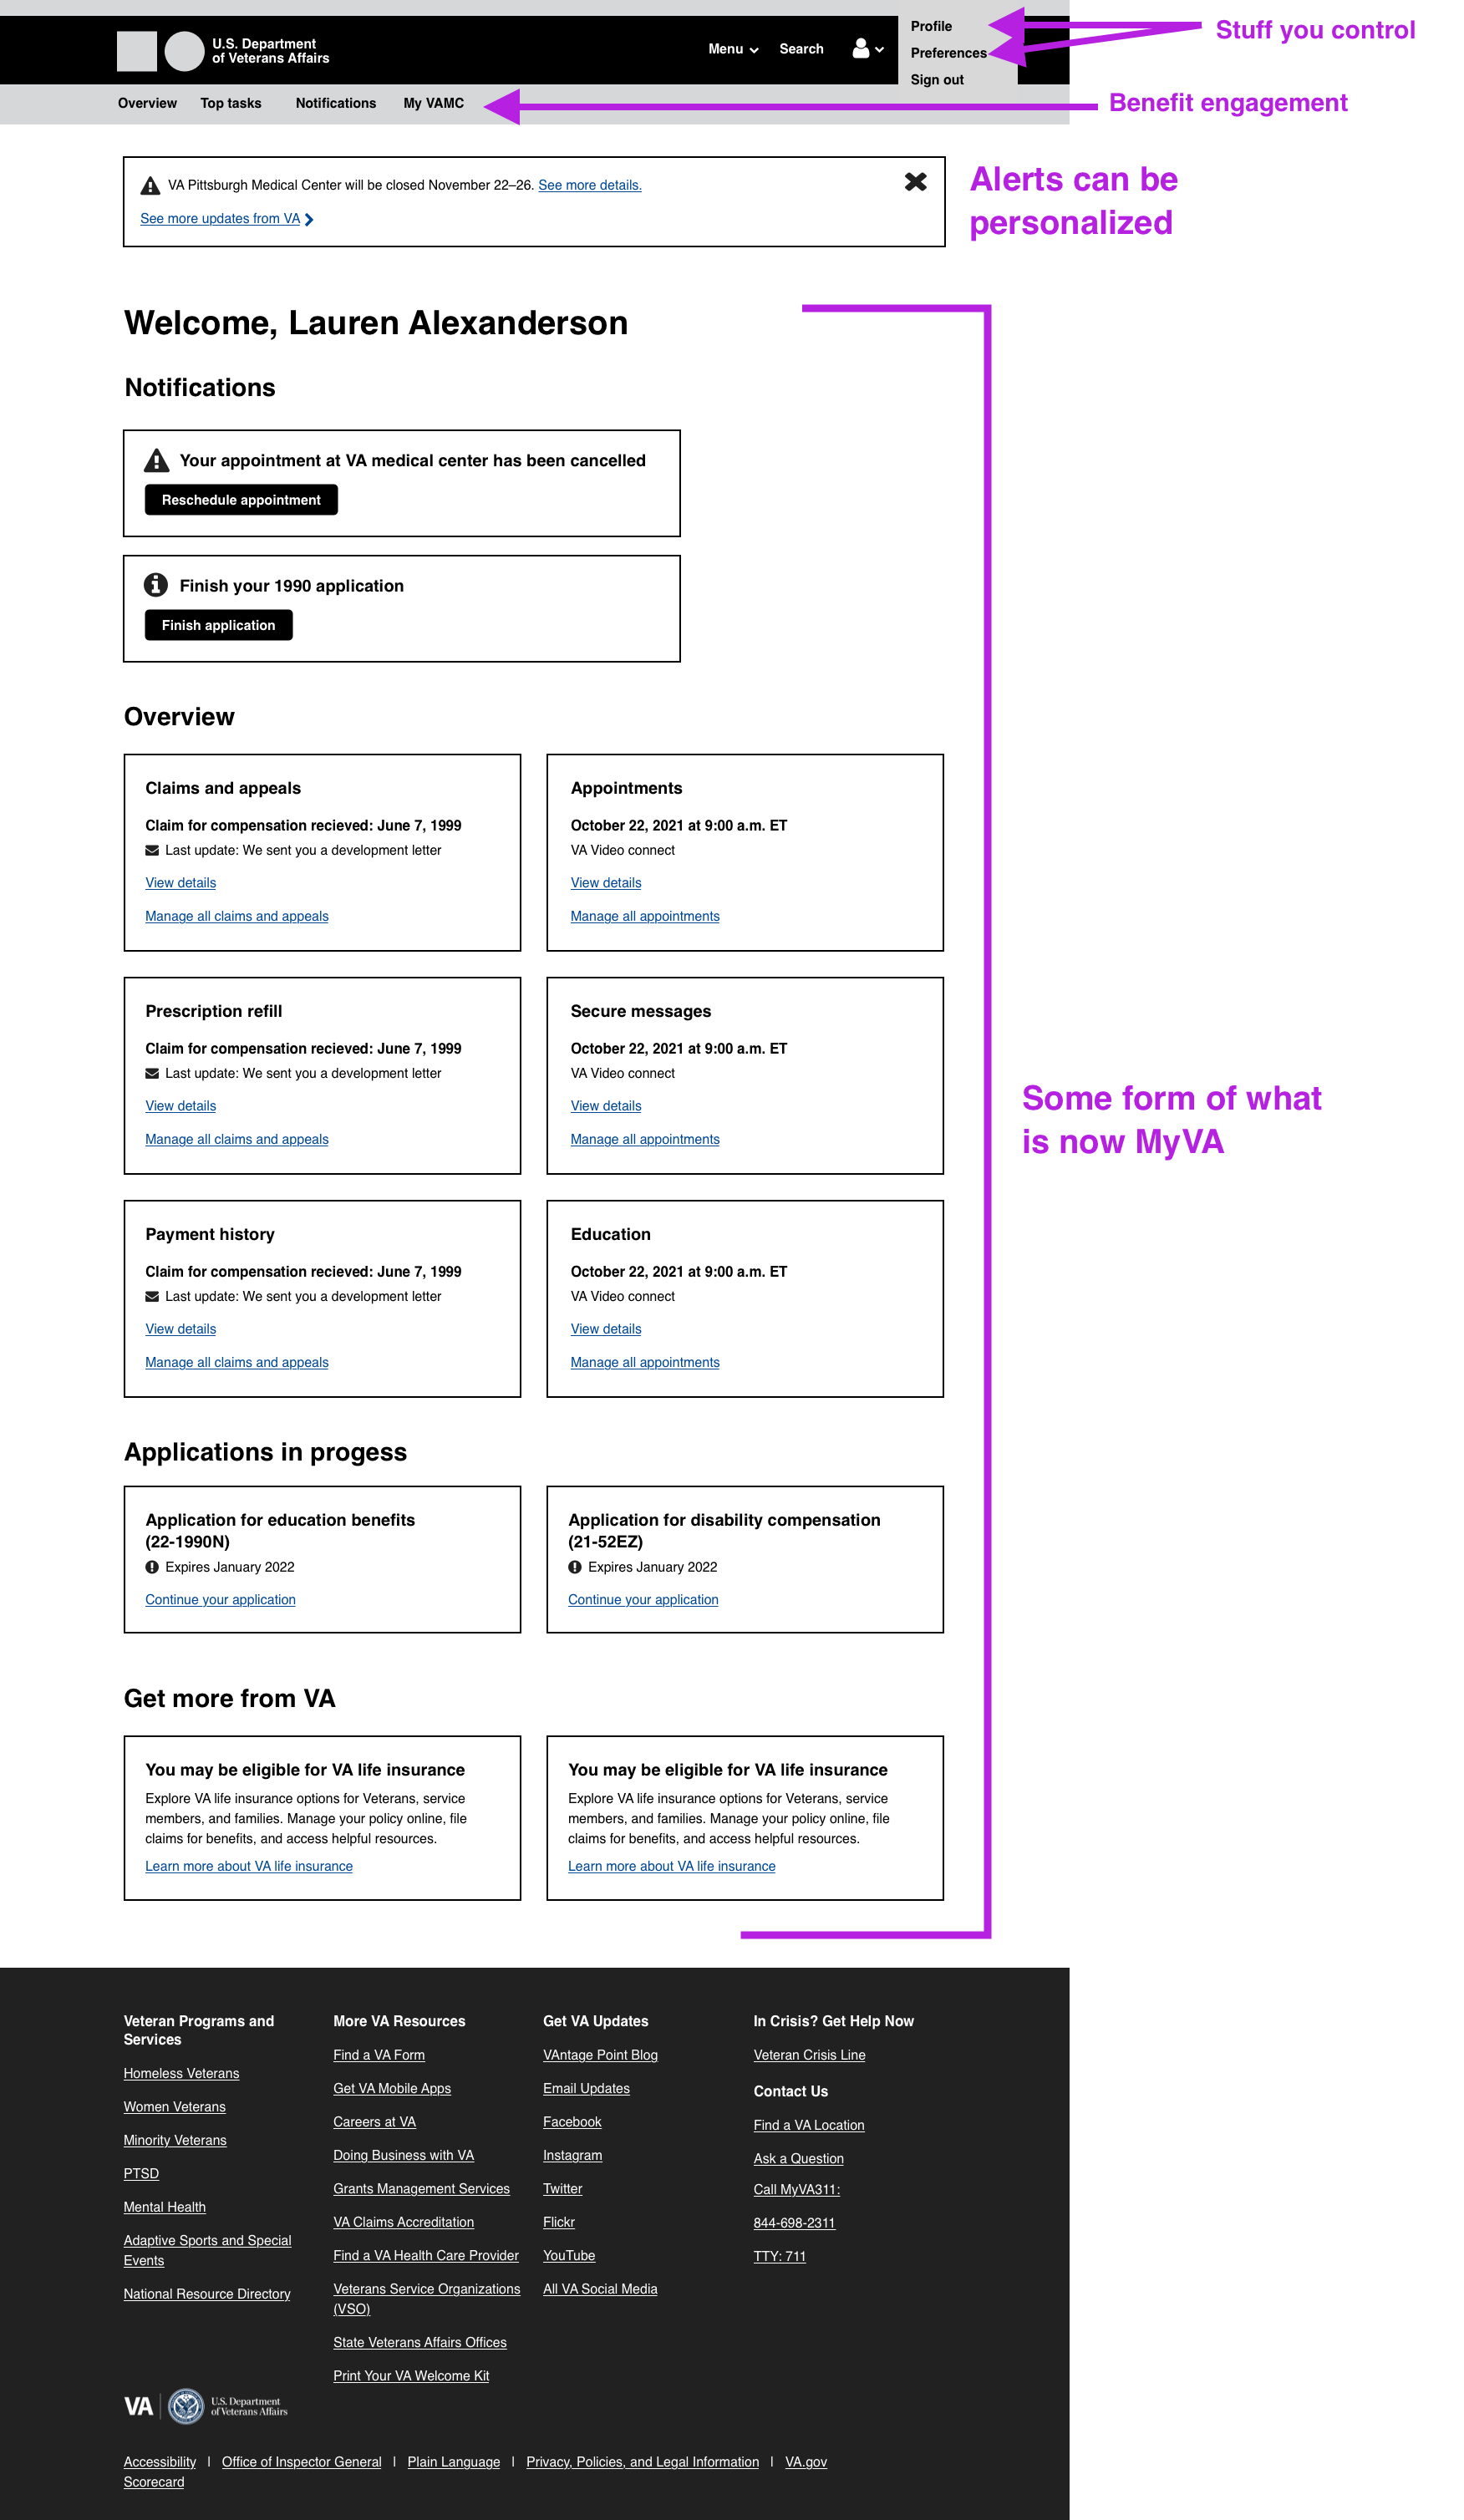 U.S. Department
of Veterans Affairs
Menu
Search
Profile
Preferences
Sign out
Stuff you control
Overview
Top tasks
Notifications
My VAMC
Benefit engagement
VA Pittsburgh Medical Center will be closed November 22–26. See more details.
See more updates from VA
Alerts can be
personalized
Welcome, Lauren Alexanderson
Notifications
Your appointment at VA medical center has been cancelled
Reschedule appointment
Finish your 1990 application
Finish application
Overview
Claims and appeals
Claim for compensation recieved: June 7, 1999
Last update: We sent you a development letter
View details
Manage all claims and appeals
Appointments
October 22, 2021 at 9:00 a.m. ET
VA Video connect
View details
Manage all appointments
Prescription refill
Claim for compensation recieved: June 7, 1999
Last update: We sent you a development letter
View details
Manage all claims and appeals
Secure messages
October 22, 2021 at 9:00 a.m. ET
VA Video connect
View details
Manage all appointments
Some form of what
is now MyVA
Payment history
Claim for compensation recieved: June 7, 1999
Last update: We sent you a development letter
View details
Manage all claims and appeals
Education
October 22, 2021 at 9:00 a.m. ET
VA Video connect
View details
Manage all appointments
Applications in progess
Application for education benefits
(22-1990N)
Expires January 2022
Continue your application
Application for disability compensation
(21-52EZ)
Expires January 2022
Continue your application
Get more from VA
You may be eligible for VA life insurance
Explore VA life insurance options for Veterans, service
members, and families. Manage your policy online, file
claims for benefits, and access helpful resources.
Learn more about VA life insurance
You may be eligible for VA life insurance
Explore VA life insurance options for Veterans, service
members, and families. Manage your policy online, file
claims for benefits, and access helpful resources.
Learn more about VA life insurance
Veteran Programs and
Services
Homeless Veterans
Women Veterans
Minority Veterans
PTSD
Mental Health
Adaptive Sports and Special
Events
National Resource Directory
More VA Resources
Find a VA Form
Get VA Mobile Apps
Careers at VA
Doing Business with VA
Grants Management Services
VA Claims Accreditation
Find a VA Health Care Provider
Veterans Service Organizations
(VSO)
State Veterans Affairs Offices
Print Your VA Welcome Kit
Get VA Updates
VAntage Point Blog
Email Updates
Facebook
Instagram
Twitter
Flickr
YouTube
All VA Social Media
In Crisis? Get Help Now
Veteran Crisis Line
Contact Us
Find a VA Location
Ask a Question
Call MyVA311:
844-698-2311
TTY: 711
VA
U.S. Department
of Veterans Affairs
Accessibility | Office of Inspector General | Plain Language | Privacy, Policies, and Legal Information | VA.gov
Scorecard